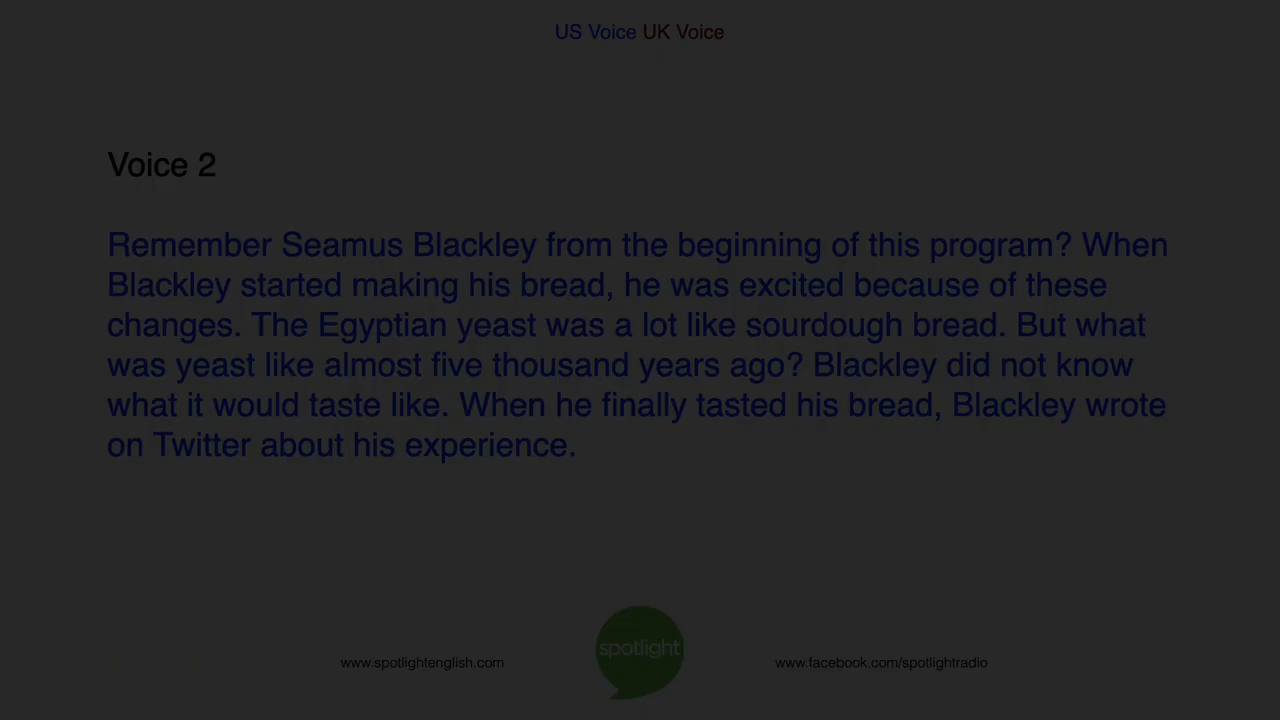 US Voice UK Voice
Voice 2
Remember Seamus Blackley from the beginning of this program? When
Blackley started making his bread, he was excited because of these
changes. The Egyptian yeast was a lot like sourdough bread. But what
was yeast like almost five thousand years ago? Blackley did not know
what it would taste like. When he finally tasted his bread, Blackley wrote
on Twitter about his experience.
www.spotlightenglish.com
spotlight
www.facebook.com/spotlightradio